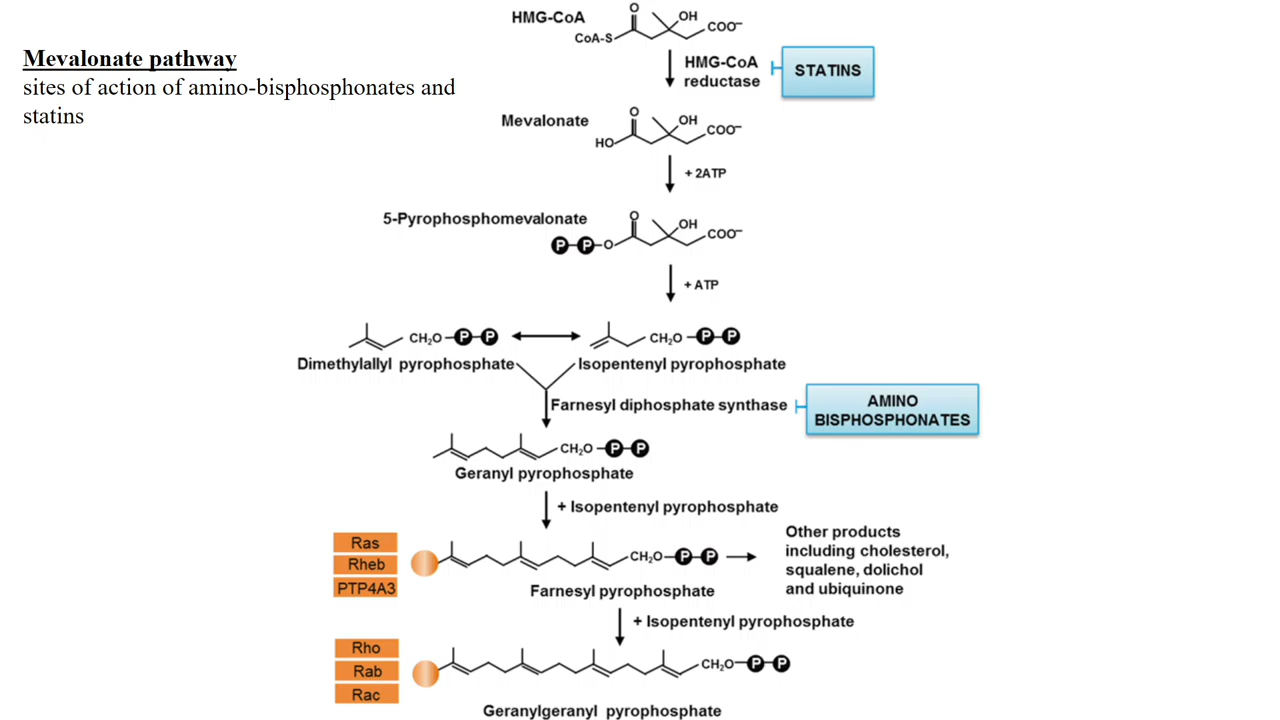 HMG-CoA
O
OH
COO⁻
CoA-S
Mevalonate pathway
sites of action of amino-bisphosphonates and
statins
HMG-CoA
reductase
STATINS
Mevalonate
O
OH
COO⁻
HO
+ 2ATP
5-Pyrophosphomevalonate
O
OH
COO⁻
P P O
+ ATP
CH₂O P P
CH₂O P P
Dimethylallyl pyrophosphate
Isopentenyl pyrophosphate
Farnesyl diphosphate synthase
AMINO
BISPHOSPHONATES
CH₂O P P
Geranyl pyrophosphate
+ Isopentenyl pyrophosphate
Ras
Rheb
PTP4A3
CH₂O P P
Other products
including cholesterol,
squalene, dolichol
and ubiquinone
Farnesyl pyrophosphate
+ Isopentenyl pyrophosphate
Rho
Rab
Rac
CH₂O P P
Geranylgeranyl pyrophosphate